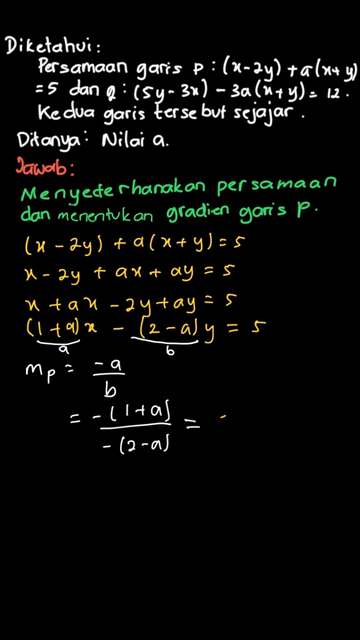 Diketahui:
Persamaan garis p : (x-2y) + a(x+y)
= 5 dan q : (5y - 3x) - 3a(x+y) = 12.
Kedua garis tersebut sejajar.
Ditanya: Nilai a.
Jawab:
Menyederhanakan persamaan
dan menentukan gradien garis p.
(x - 2y) + a(x+y) = 5
x - 2y + ax + ay = 5
x + ax - 2y + ay = 5
(1+a)x - (2-a)y = 5
a b
mp = -a/b
= -(1+a)/-(2-a) =